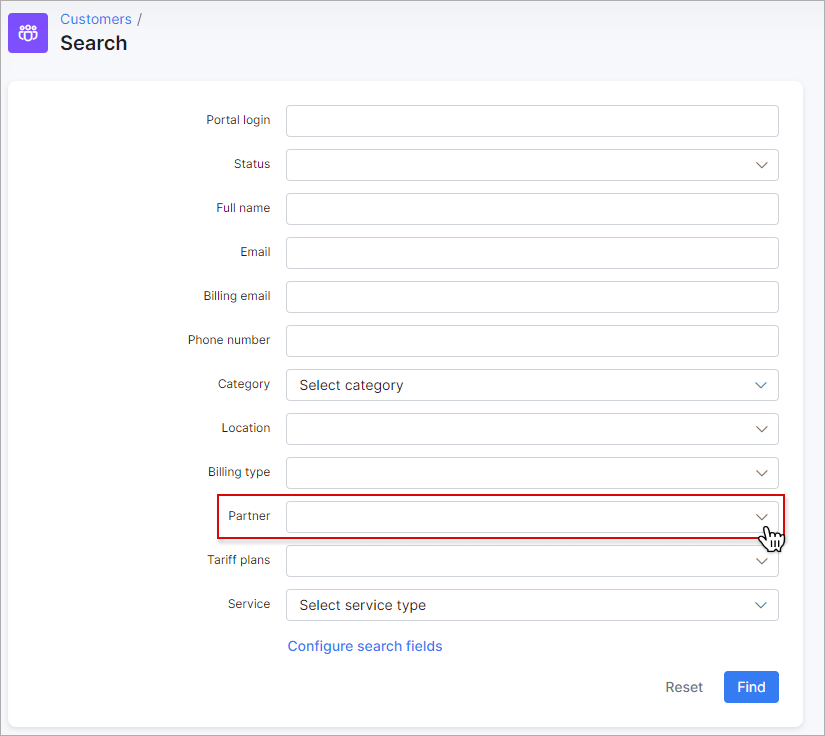 Customers /
Search
Portal login
Status
Full name
Email
Billing email
Phone number
Category Select category
Location
Billing type
Partner
Tariff plans
Service Select service type
Configure search fields
Reset Find